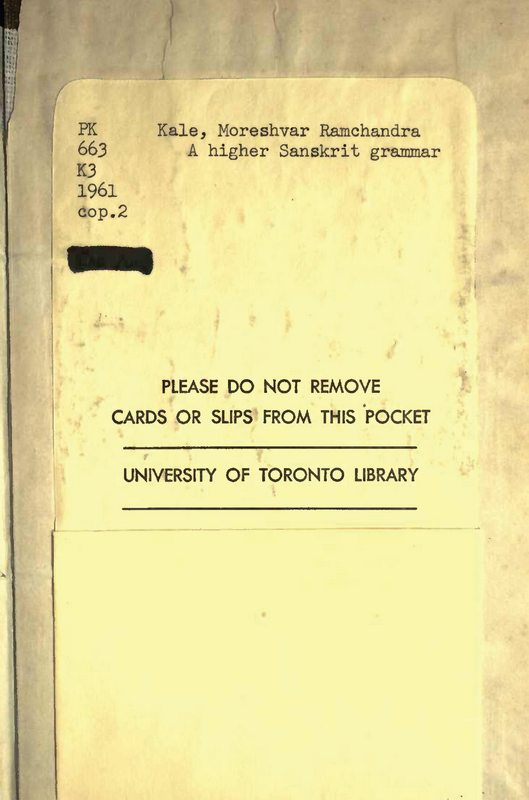 PK Kale, Moreshvar Ramchandra
663 A higher Sanskrit grammar
K3
1961
cop.2
PLEASE DO NOT REMOVE
CARDS OR SLIPS FROM THIS POCKET
UNIVERSITY OF TORONTO LIBRARY